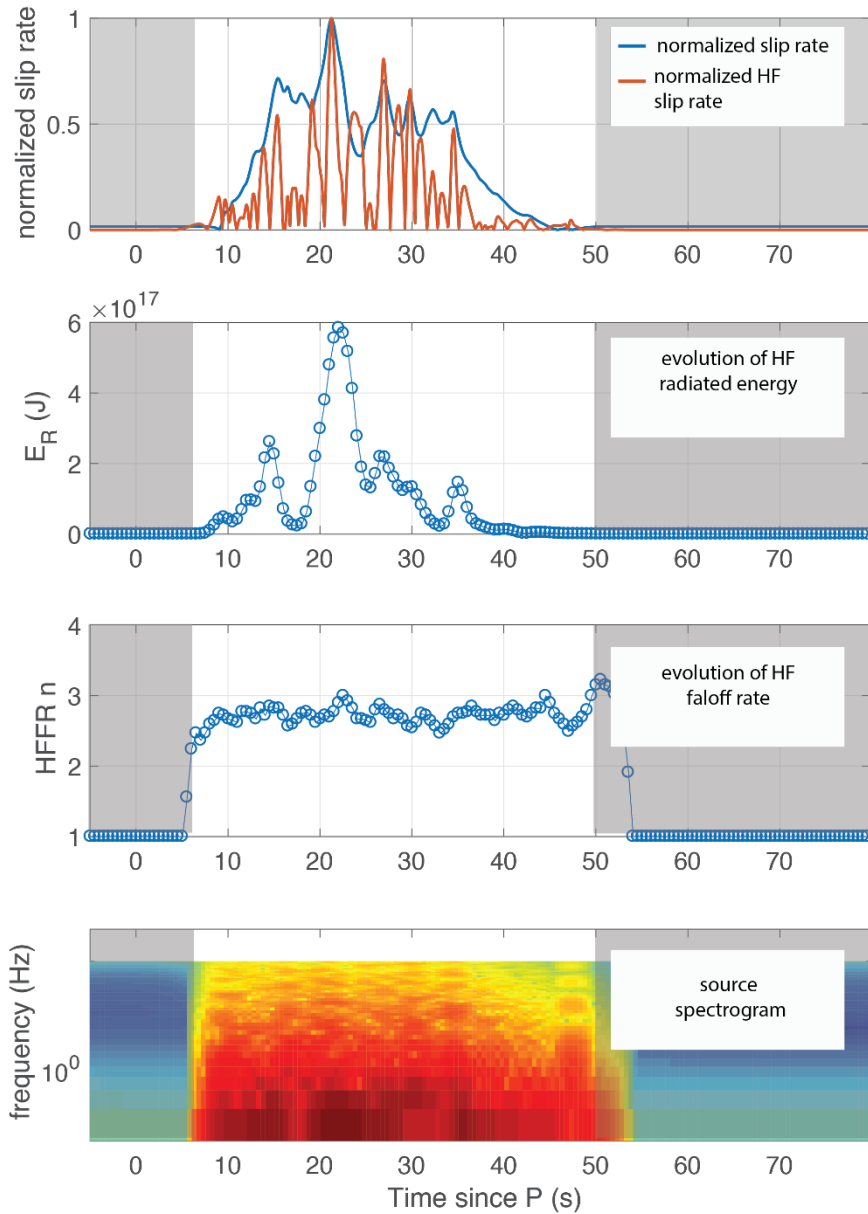 normalized slip rate
1
0.5
0
normalized slip rate
normalized HF
slip rate
0 10 20 30 40 50 60 70
×10^17
E_R (J)
6
4
2
0
evolution of HF
radiated energy
0 10 20 30 40 50 60 70
HFFR n
4
3
2
1
evolution of HF
faloff rate
0 10 20 30 40 50 60 70
frequency (Hz)
10^0
source
spectrogram
0 10 20 30 40 50 60 70
Time since P (s)